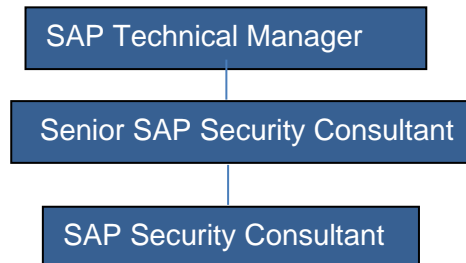 SAP Technical Manager
Senior SAP Security Consultant
SAP Security Consultant